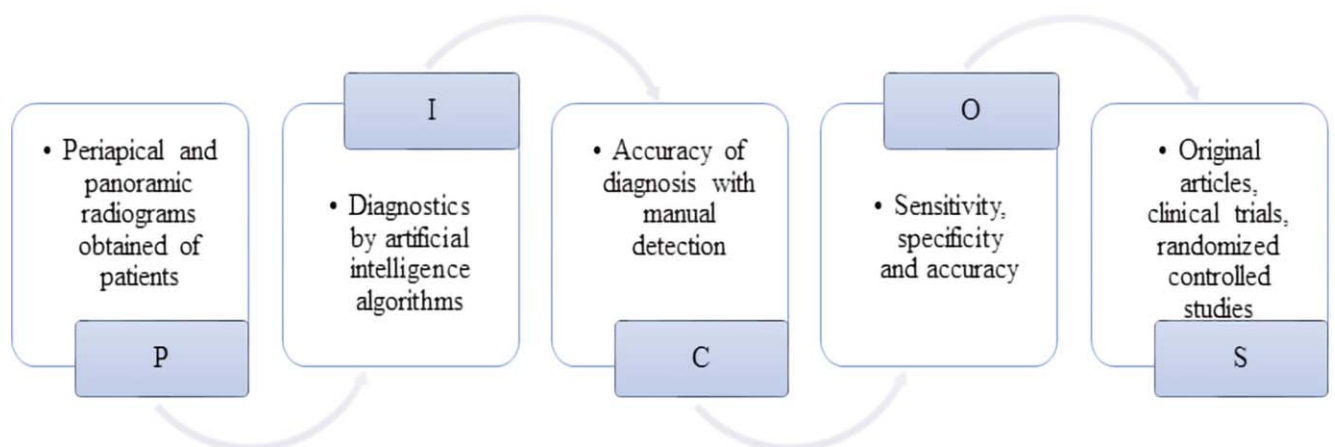 • Periapical and
panoramic
radiograms
obtained of
patients
P
I
• Diagnostics
by artificial
intelligence
algorithms
• Accuracy of
diagnosis with
manual
detection
C
O
• Sensitivity,
specificity
and accuracy
• Original
articles,
clinical trials,
randomized
controlled
studies
S